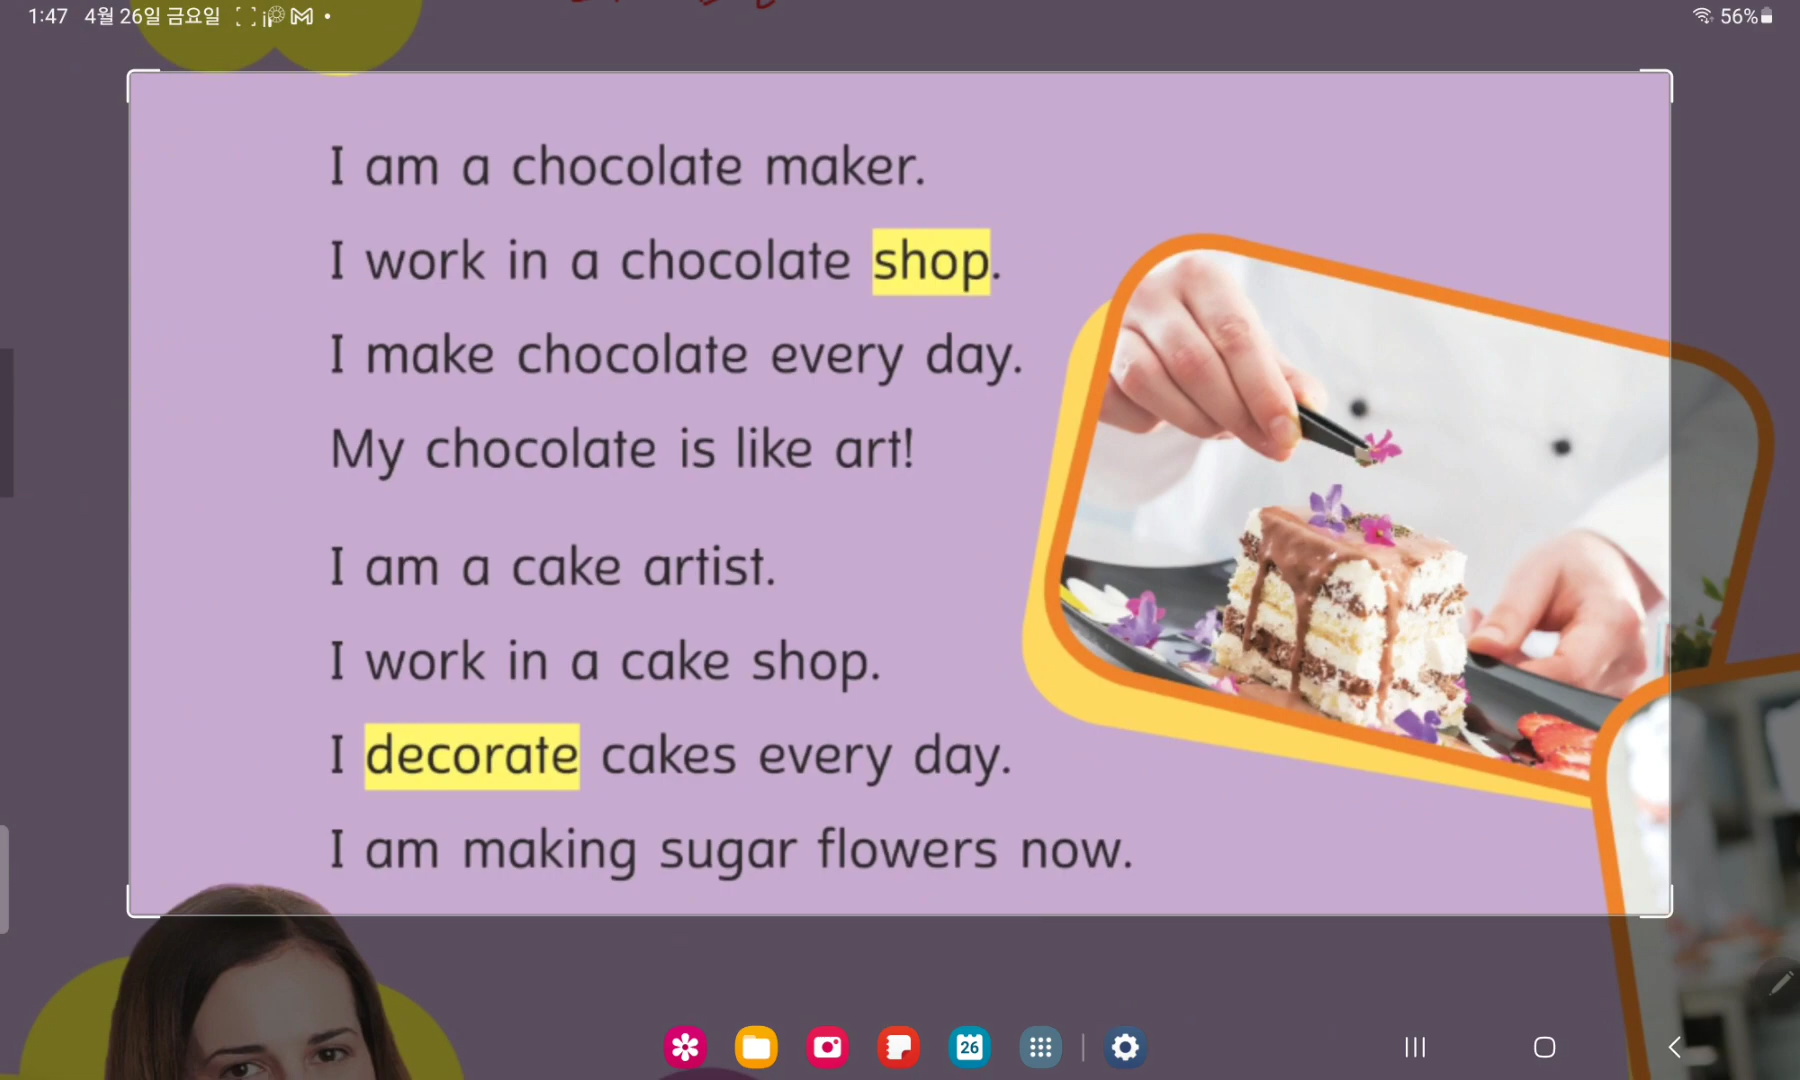 1:47 4월 26일 금요일
56%
I am a chocolate maker.
I work in a chocolate shop.
I make chocolate every day.
My chocolate is like art!
I am a cake artist.
I work in a cake shop.
I decorate cakes every day.
I am making sugar flowers now.
26